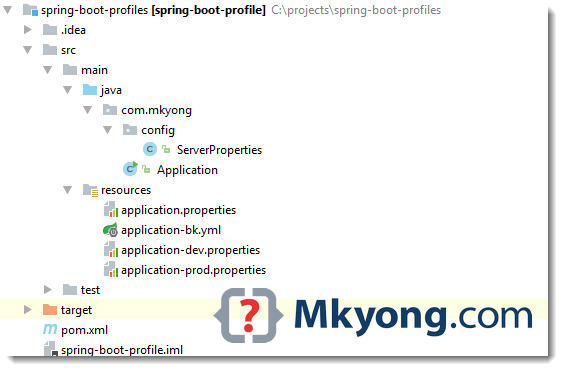 spring-boot-profiles [spring-boot-profile] C:\projects\spring-boot-profiles
.idea
src
main
java
com.mkyong
config
C ServerProperties
C Application
resources
application.properties
application-bk.yml
application-dev.properties
application-prod.properties
test
target
{?} Mkyong.com
m pom.xml
spring-boot-profile.iml